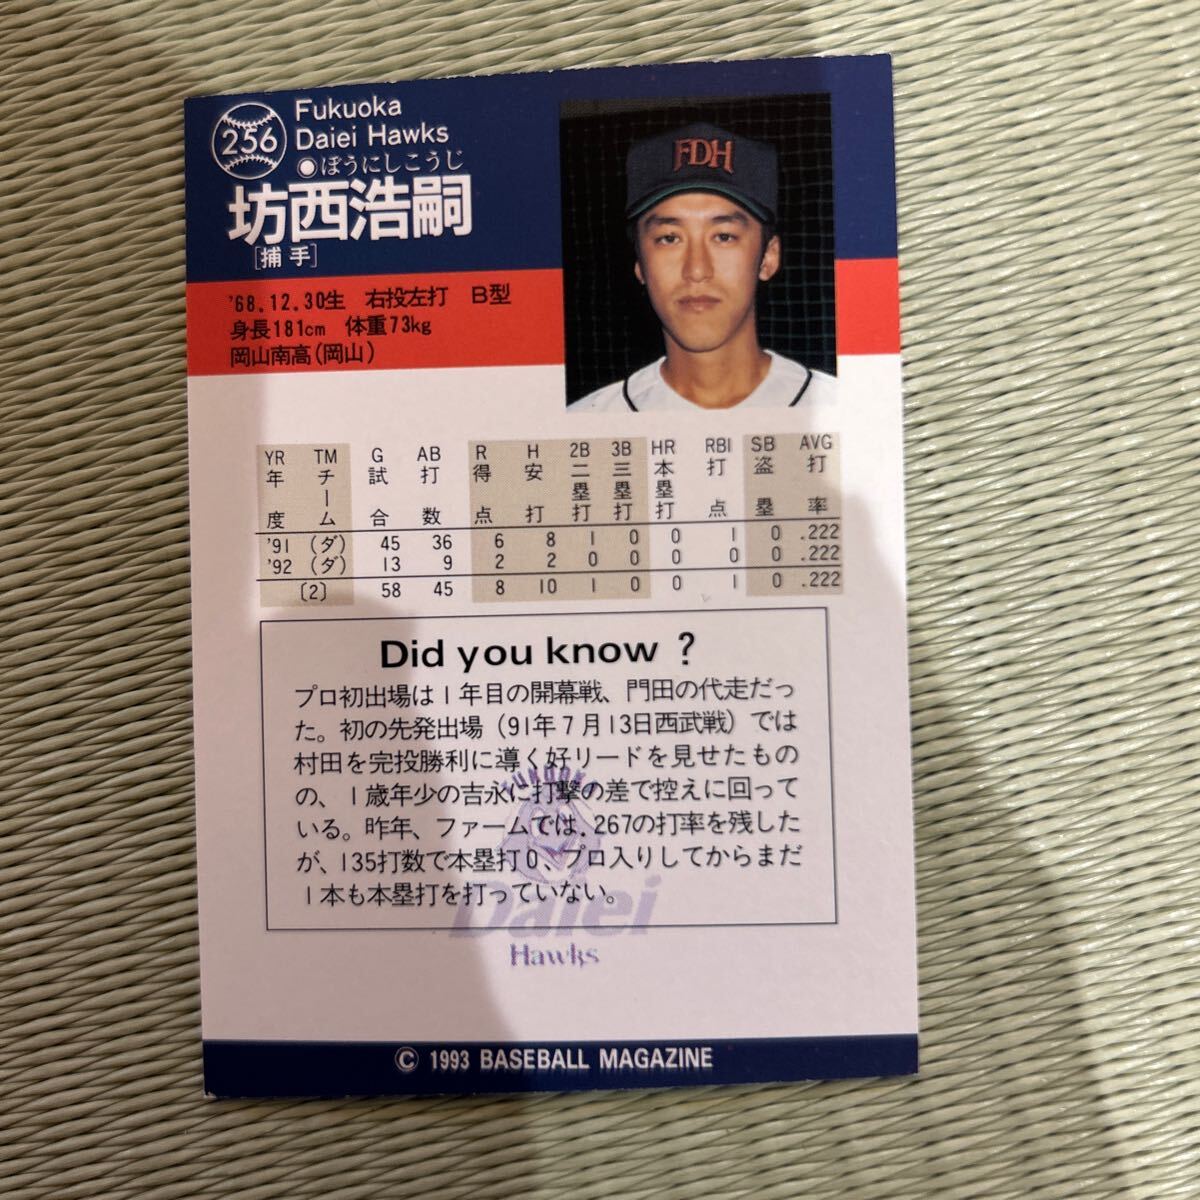 256
Fukuoka
Daiei Hawks
●ぼうにしこうじ
坊西浩嗣
[捕手]
FDH
'68.12.30生 右投左打 B型
身長181cm 体重73kg
岡山南高(岡山)
YR TM G AB R H 2B 3B HR RBI SB AVG
年度 チーム 試合 打数 得点 安打 二塁打 三塁打 本塁打 打点 盗塁 打率
'91 (ダ) 45 36 6 8 1 0 0 1 0 .222
'92 (ダ) 13 9 2 2 0 0 0 0 0 .222
[2] 58 45 8 10 1 0 0 1 0 .222
Did you know ?
プロ初出場は1年目の開幕戦、門田の代走だっ
た。初の先発出場(91年7月13日西武戦)では
村田を完投勝利に導く好リードを見せたもの
の、1歳年少の吉永に打撃の差で控えに回って
いる。昨年、ファームでは.267の打率を残した
が、135打数で本塁打0、プロ入りしてからまだ
1本も本塁打を打っていない。
FUKUOKA
Daiei
Hawks
© 1993 BASEBALL MAGAZINE